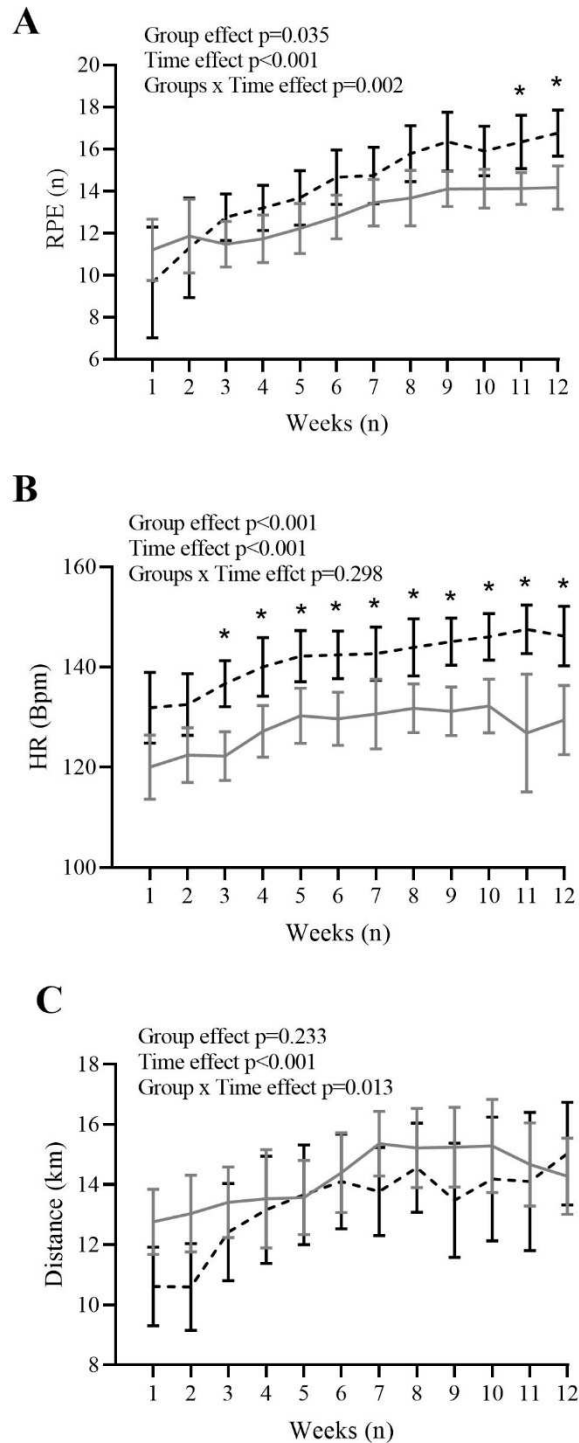 A
Group effect p=0.035
Time effect p<0.001
Groups x Time effect p=0.002
* *
RPE (n)
20
18
16
14
12
10
8
6
1 2 3 4 5 6 7 8 9 10 11 12
Weeks (n)
B
Group effect p<0.001
Time effect p<0.001
Groups x Time effct p=0.298
* * * * * * * * * *
HR (Bpm)
160
140
120
100
1 2 3 4 5 6 7 8 9 10 11 12
Weeks (n)
C
Group effect p=0.233
Time effect p<0.001
Group x Time effect p=0.013
Distance (km)
18
16
14
12
10
8
1 2 3 4 5 6 7 8 9 10 11 12
Weeks (n)